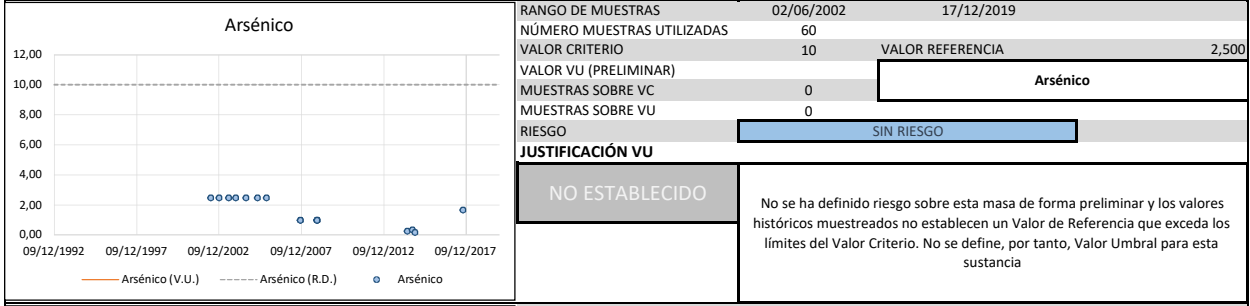 Arsénico
12,00
10,00
8,00
6,00
4,00
2,00
0,00
09/12/1992 09/12/1997 09/12/2002 09/12/2007 09/12/2012 09/12/2017
Arsénico (V.U.) Arsénico (R.D.) Arsénico
RANGO DE MUESTRAS 02/06/2002 17/12/2019
NÚMERO MUESTRAS UTILIZADAS 60
VALOR CRITERIO 10 VALOR REFERENCIA 2,500
VALOR VU (PRELIMINAR)
Arsénico
MUESTRAS SOBRE VC 0
MUESTRAS SOBRE VU 0
RIESGO SIN RIESGO
JUSTIFICACIÓN VU
NO ESTABLECIDO
No se ha definido riesgo sobre esta masa de forma preliminar y los valores
históricos muestreados no establecen un Valor de Referencia que exceda los
límites del Valor Criterio. No se define, por tanto, Valor Umbral para esta
sustancia